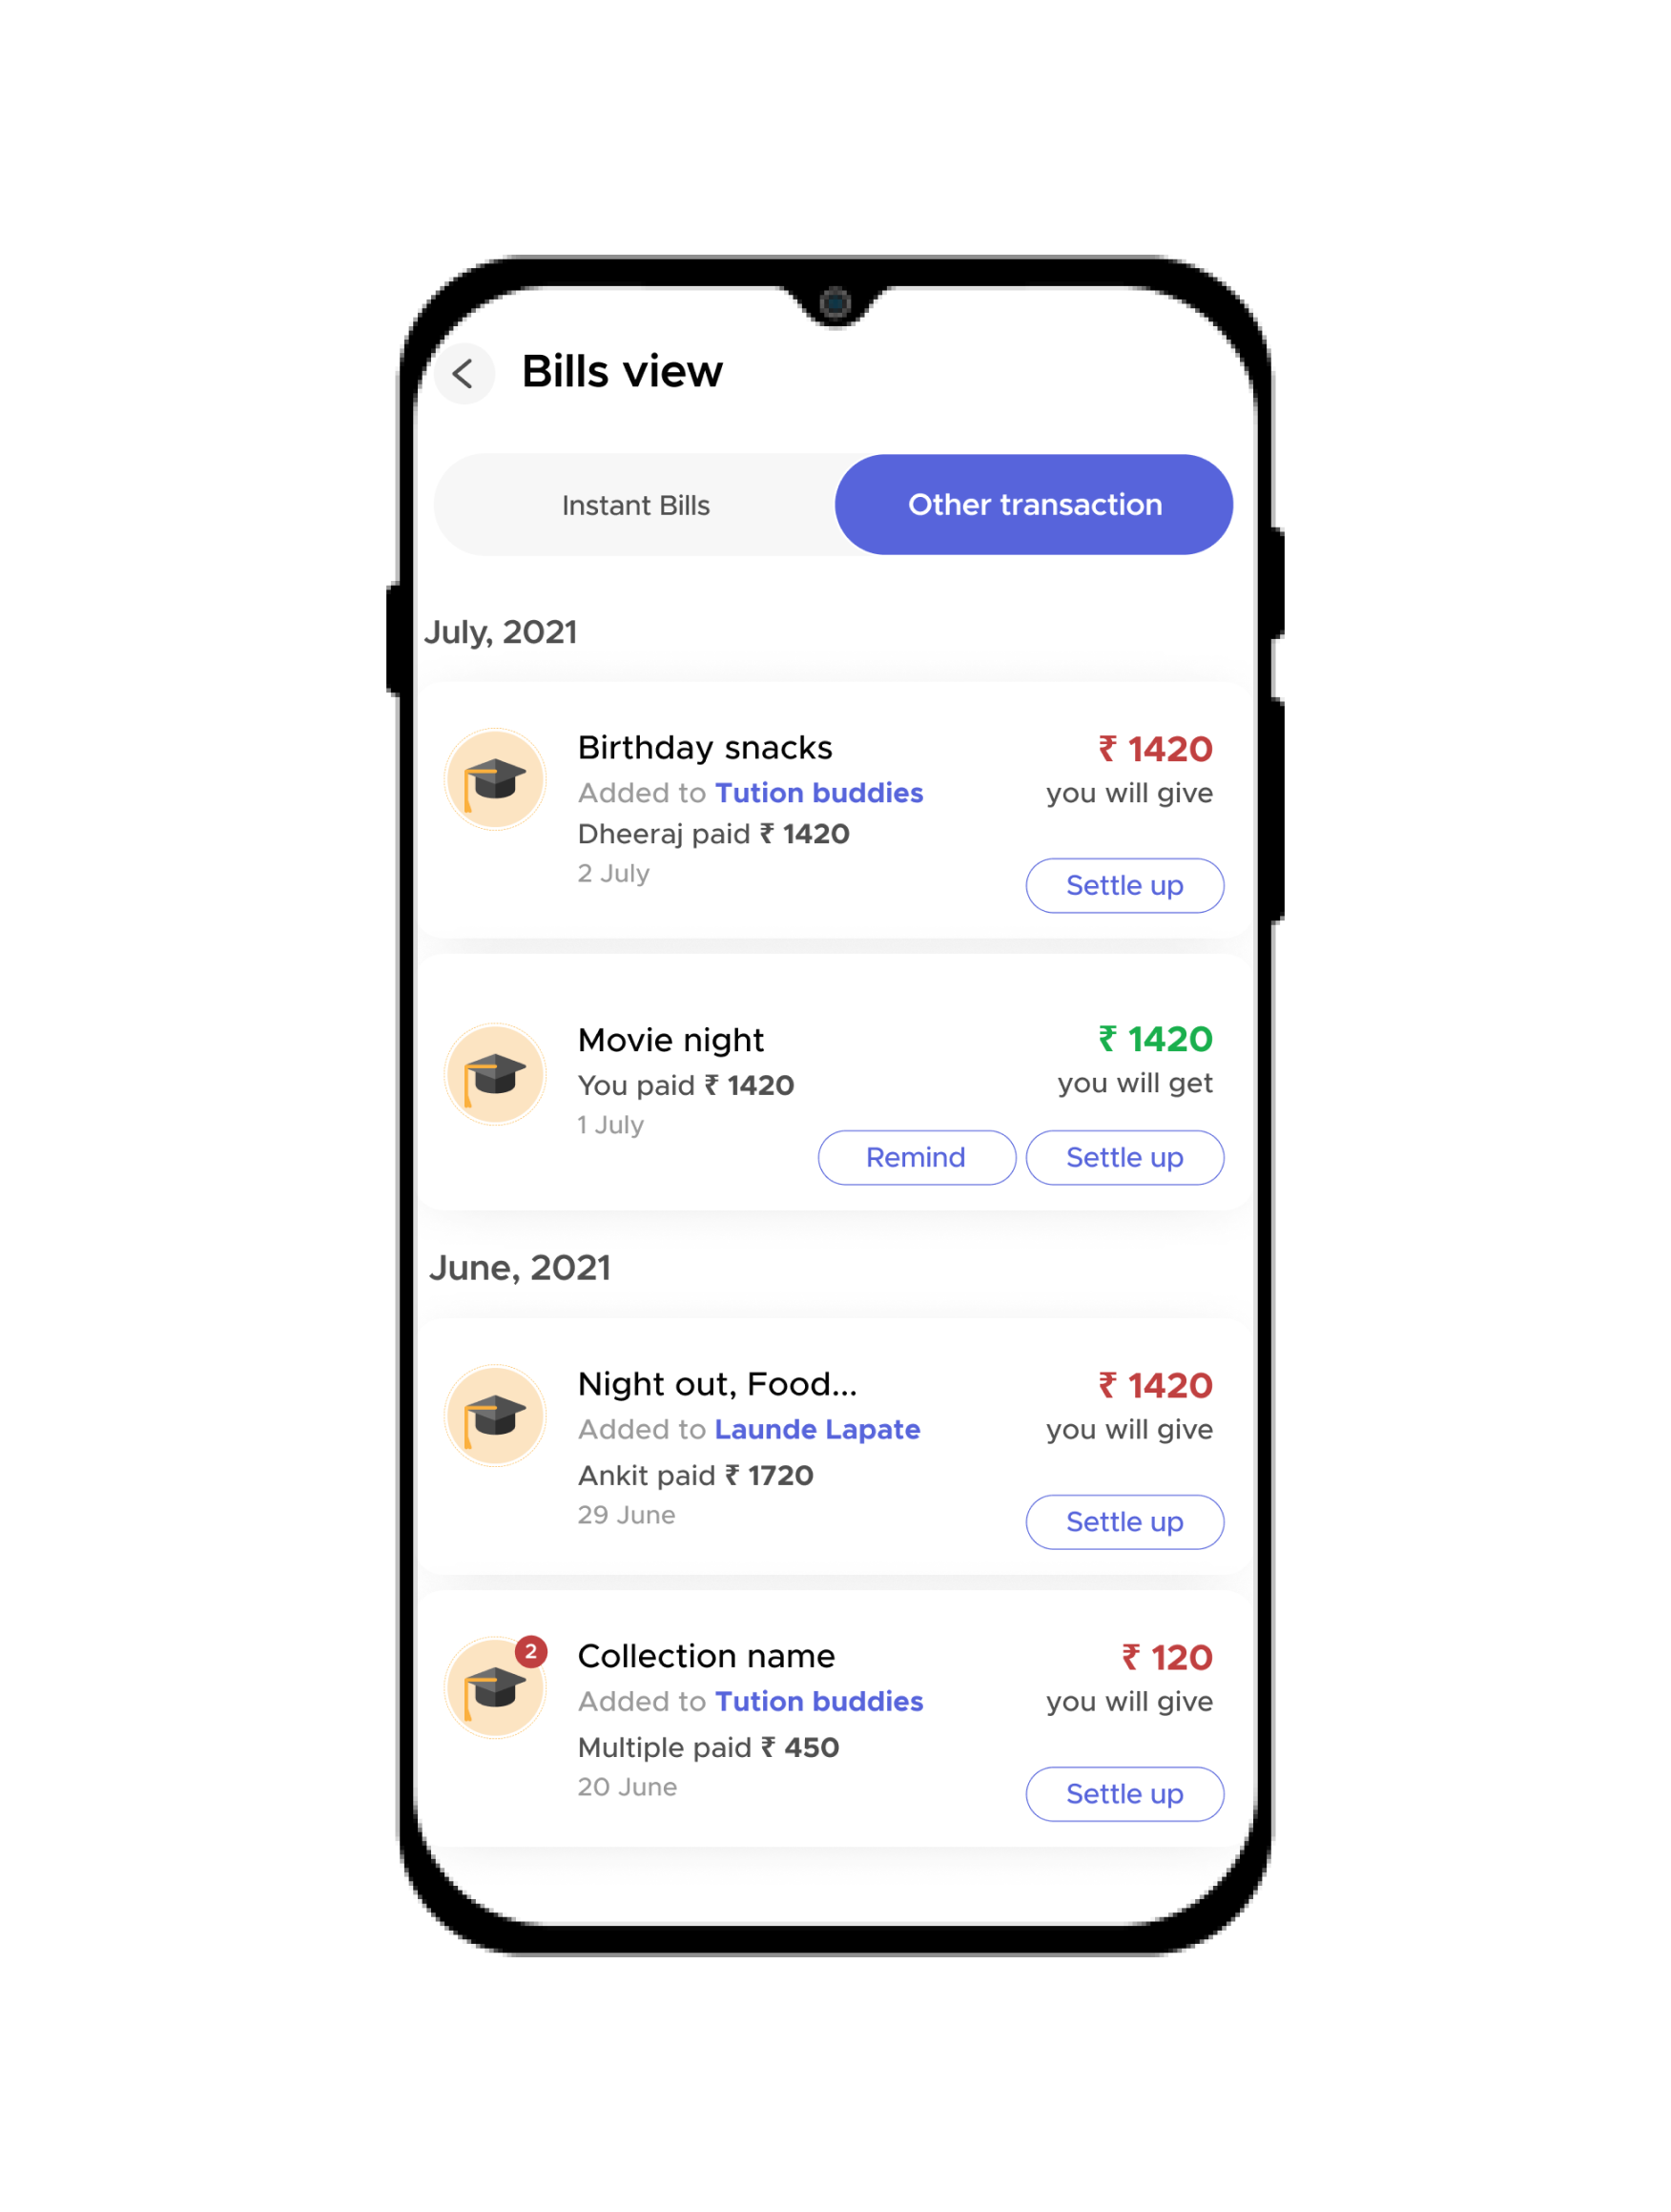 Bills view
Instant Bills
Other transaction
July, 2021
Birthday snacks
₹ 1420
Added to Tution buddies
you will give
Dheeraj paid ₹ 1420
2 July
Settle up
Movie night
₹ 1420
You paid ₹ 1420
you will get
1 July
Remind
Settle up
June, 2021
Night out, Food...
₹ 1420
Added to Launde Lapate
you will give
Ankit paid ₹ 1720
29 June
Settle up
2
Collection name
₹ 120
Added to Tution buddies
you will give
Multiple paid ₹ 450
20 June
Settle up